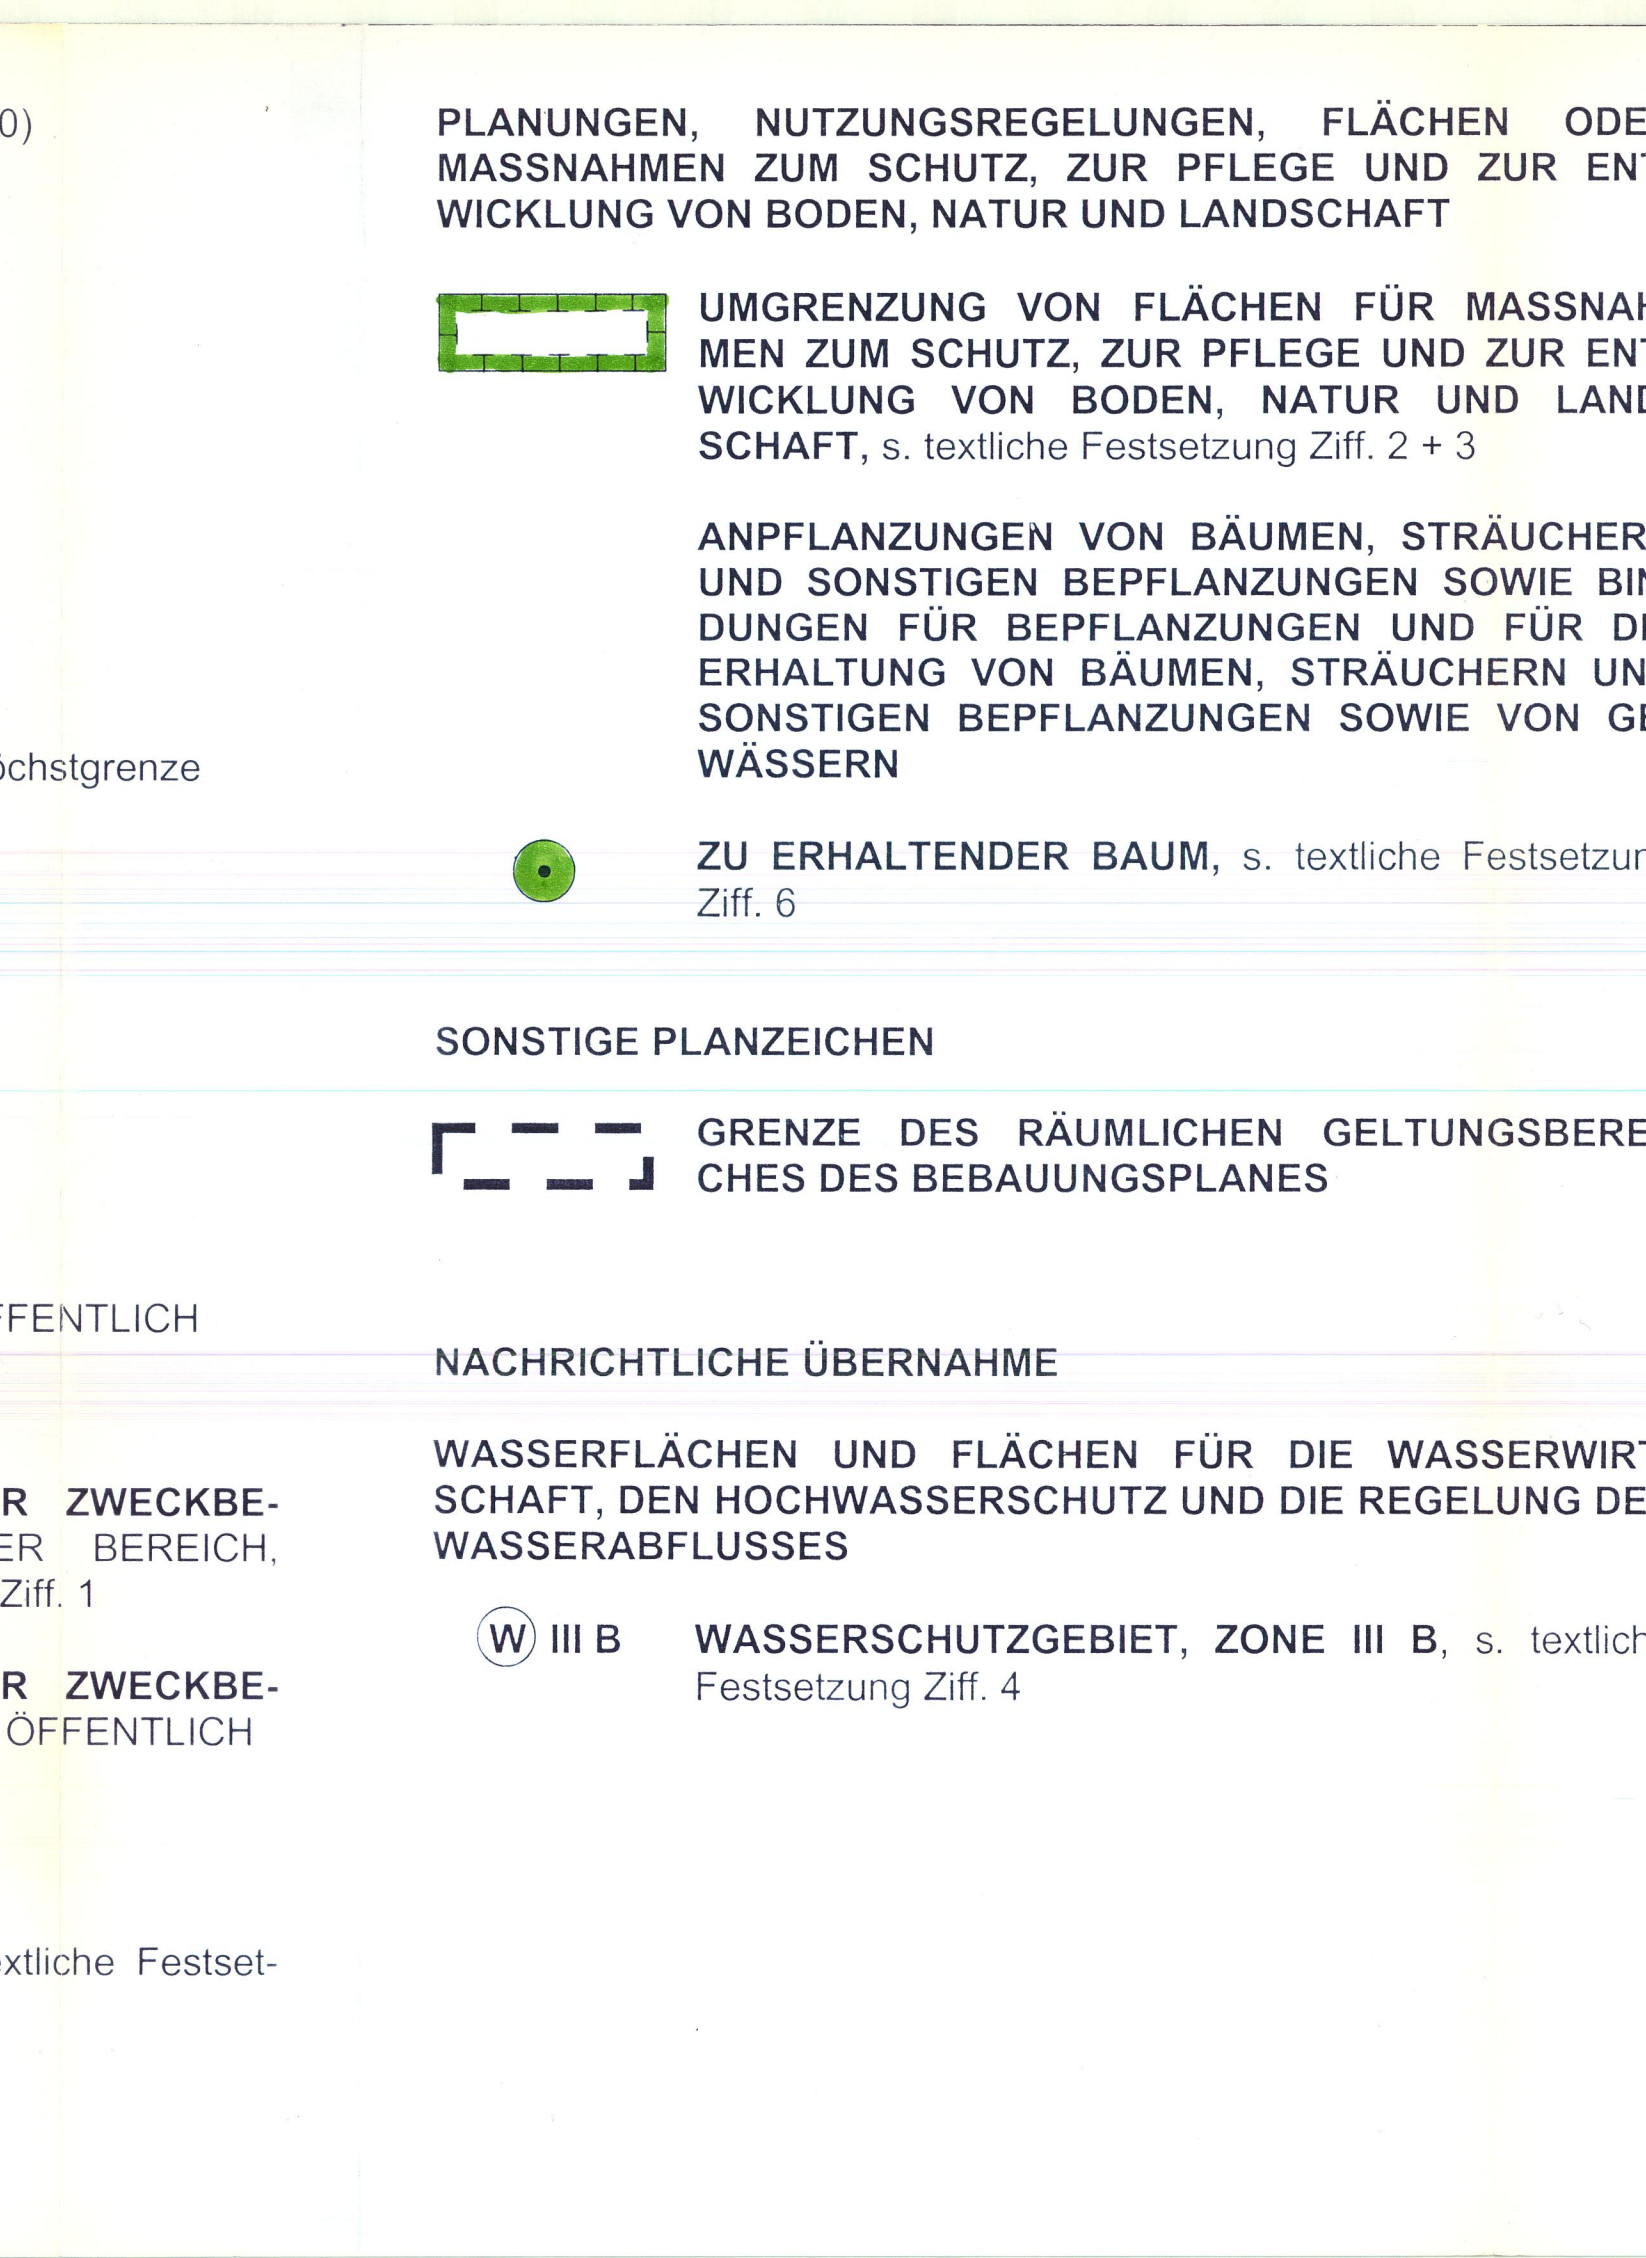 0)
öchstgrenze
FFENTLICH
R ZWECKBE-
ER BEREICH,
Ziff. 1
R ZWECKBE-
ÖFFENTLICH
xtliche Festset-
PLANUNGEN, NUTZUNGSREGELUNGEN, FLÄCHEN ODE
MASSNAHMEN ZUM SCHUTZ, ZUR PFLEGE UND ZUR ENT
WICKLUNG VON BODEN, NATUR UND LANDSCHAFT
UMGRENZUNG VON FLÄCHEN FÜR MASSNAH
MEN ZUM SCHUTZ, ZUR PFLEGE UND ZUR ENT
WICKLUNG VON BODEN, NATUR UND LAND
SCHAFT, s. textliche Festsetzung Ziff. 2 + 3
ANPFLANZUNGEN VON BÄUMEN, STRÄUCHER
UND SONSTIGEN BEPFLANZUNGEN SOWIE BIN
DUNGEN FÜR BEPFLANZUNGEN UND FÜR DI
ERHALTUNG VON BÄUMEN, STRÄUCHERN UN
SONSTIGEN BEPFLANZUNGEN SOWIE VON GE
WÄSSERN
ZU ERHALTENDER BAUM, s. textliche Festsetzun
Ziff. 6
SONSTIGE PLANZEICHEN
GRENZE DES RÄUMLICHEN GELTUNGSBEREI
CHES DES BEBAUUNGSPLANES
NACHRICHTLICHE ÜBERNAHME
WASSERFLÄCHEN UND FLÄCHEN FÜR DIE WASSERWIRT
SCHAFT, DEN HOCHWASSERSCHUTZ UND DIE REGELUNG DE
WASSERABFLUSSES
W III B WASSERSCHUTZGEBIET, ZONE III B, s. textlich
Festsetzung Ziff. 4